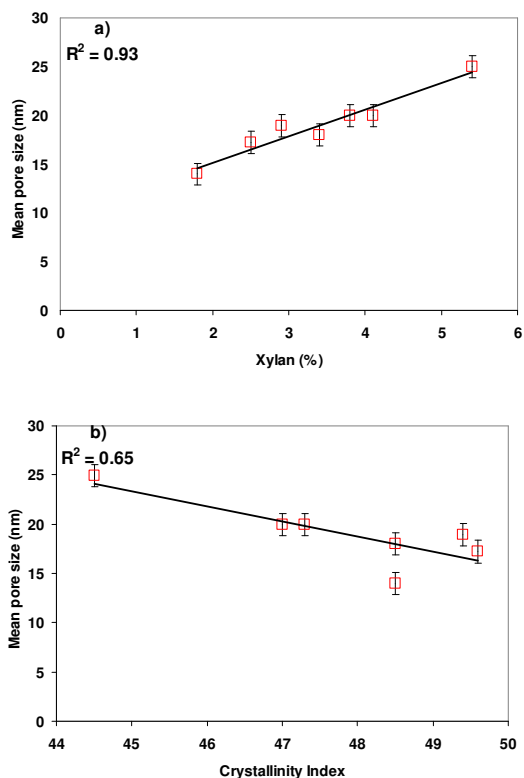 a)
R² = 0.93
30
25
20
15
10
5
0
Mean pore size (nm)
0 1 2 3 4 5 6
Xylan (%)
b)
R² = 0.65
30
25
20
15
10
5
0
Mean pore size (nm)
44 45 46 47 48 49 50
Crystallinity Index